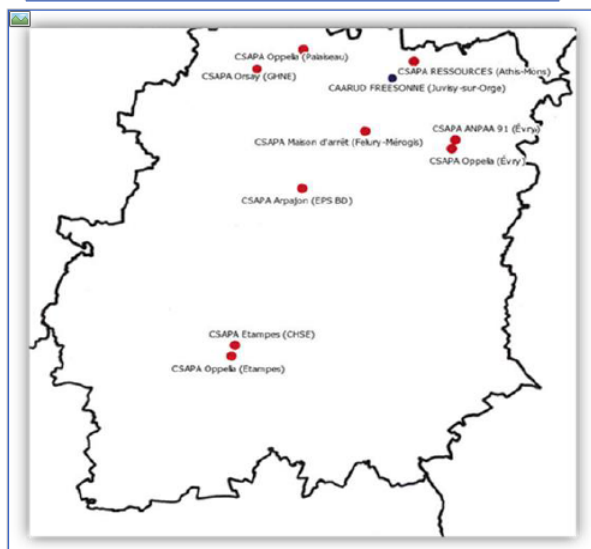 CSAPA Oppelia (Palaiseau)
CSAPA Orsay (GHNE)
CSAPA RESSOURCES (Athis-Mons)
CAARUD FREESONNE (Juvisy-sur-Orge)
CSAPA ANPAA 91 (Évry)
CSAPA Maison d'arrêt (Felury-Mérogis)
CSAPA Oppelia (Évry)
CSAPA Arpajon (EPS BD)
CSAPA Etampes (CHSE)
CSAPA Oppelia (Etampes)